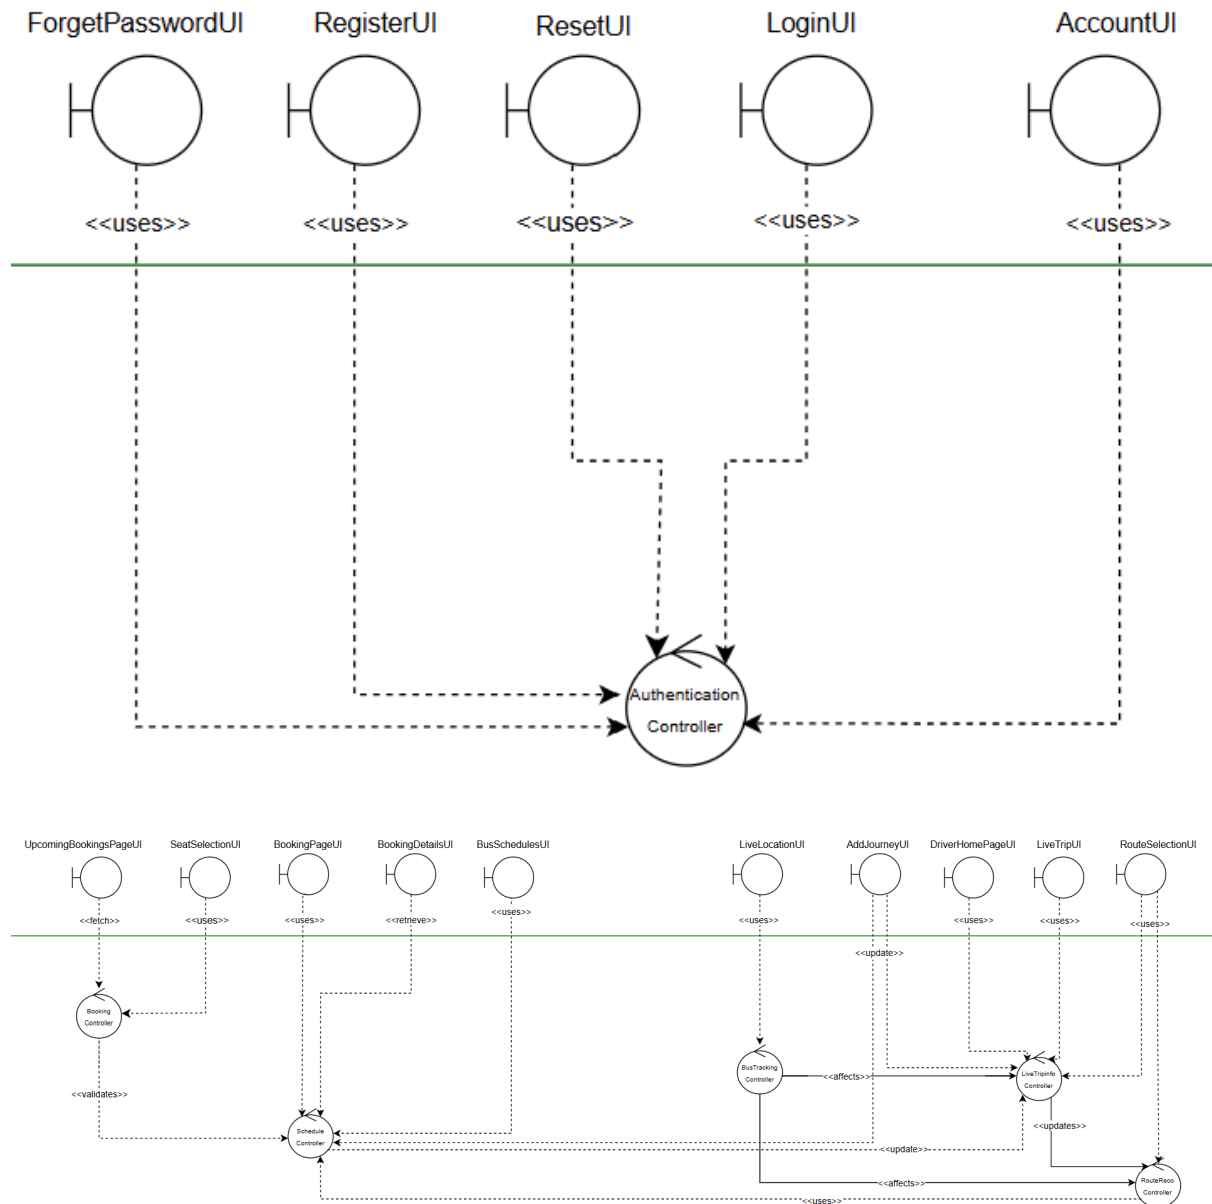 ForgetPasswordUI
RegisterUI
ResetUI
LoginUI
AccountUI
<<uses>>
<<uses>>
<<uses>>
<<uses>>
<<uses>>
Authentication
Controller
UpcomingBookingsPageUI
SeatSelectionUI
BookingPageUI
BookingDetailsUI
BusSchedulesUI
LiveLocationUI
AddJourneyUI
DriverHomePageUI
LiveTripUI
RouteSelectionUI
<<fetch>>
<<uses>>
<<uses>>
<<retrieve>>
<<uses>>
<<uses>>
<<uses>>
<<uses>>
<<uses>>
<<update>>
Booking
Controller
BusTracking
Controller
<<affects>>
LiveTripinfo
Controller
<<validates>>
Schedule
Controller
<<update>>
<<updates>>
<<affects>>
RouteReco
Controller
<<uses>>